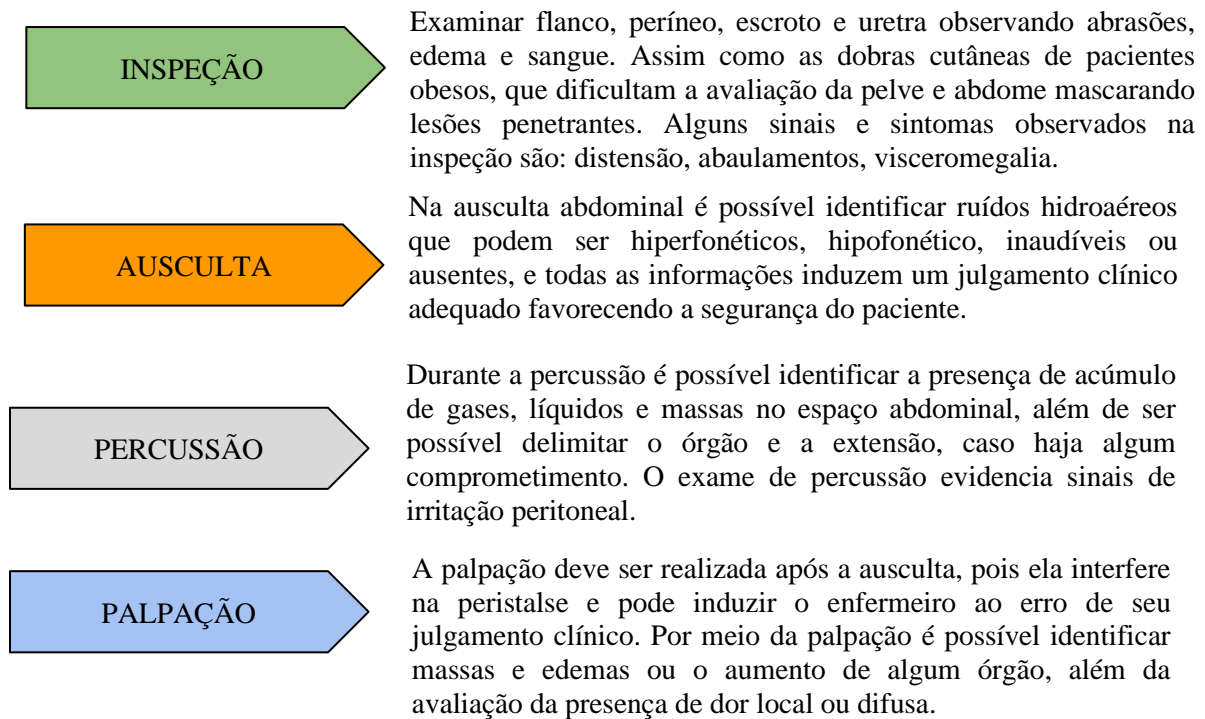 INSPEÇÃO
Examinar flanco, períneo, escroto e uretra observando abrasões,
edema e sangue. Assim como as dobras cutâneas de pacientes
obesos, que dificultam a avaliação da pelve e abdome mascarando
lesões penetrantes. Alguns sinais e sintomas observados na
inspeção são: distensão, abaulamentos, visceromegalia.
AUSCULTA
Na ausculta abdominal é possível identificar ruídos hidroaéreos
que podem ser hiperfonéticos, hipofonético, inaudíveis ou
ausentes, e todas as informações induzem um julgamento clínico
adequado favorecendo a segurança do paciente.
PERCUSSÃO
Durante a percussão é possível identificar a presença de acúmulo
de gases, líquidos e massas no espaço abdominal, além de ser
possível delimitar o órgão e a extensão, caso haja algum
comprometimento. O exame de percussão evidencia sinais de
irritação peritoneal.
PALPAÇÃO
A palpação deve ser realizada após a ausculta, pois ela interfere
na peristalse e pode induzir o enfermeiro ao erro de seu
julgamento clínico. Por meio da palpação é possível identificar
massas e edemas ou o aumento de algum órgão, além da
avaliação da presença de dor local ou difusa.